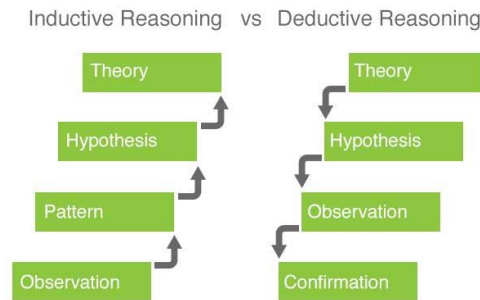 Inductive Reasoning vs Deductive Reasoning
Theory
Hypothesis
Pattern
Observation
Theory
Hypothesis
Observation
Confirmation